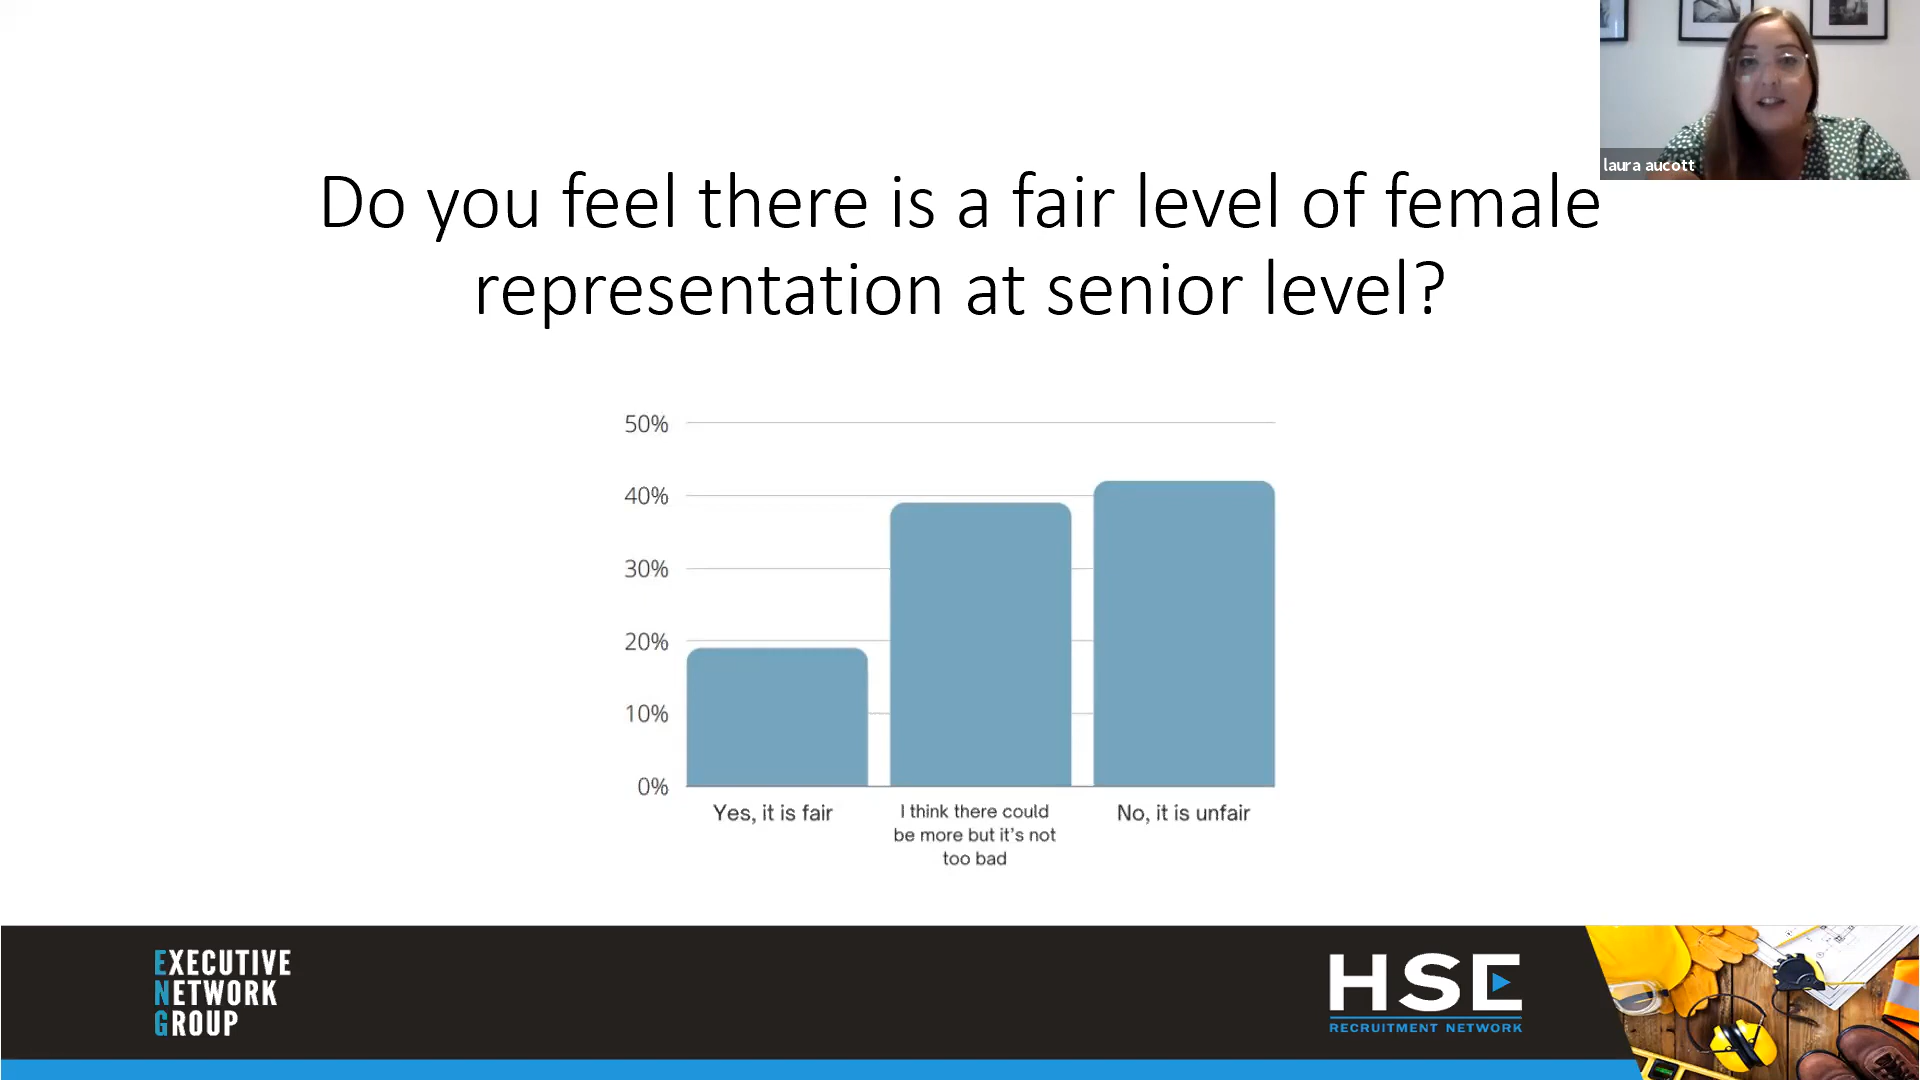 laura aucott
Do you feel there is a fair level of female
representation at senior level?
50%
40%
30%
20%
10%
0%
Yes, it is fair
I think there could
be more but it’s not
too bad
No, it is unfair
EXECUTIVE
NETWORK
GROUP
HSE
RECRUITMENT NETWORK